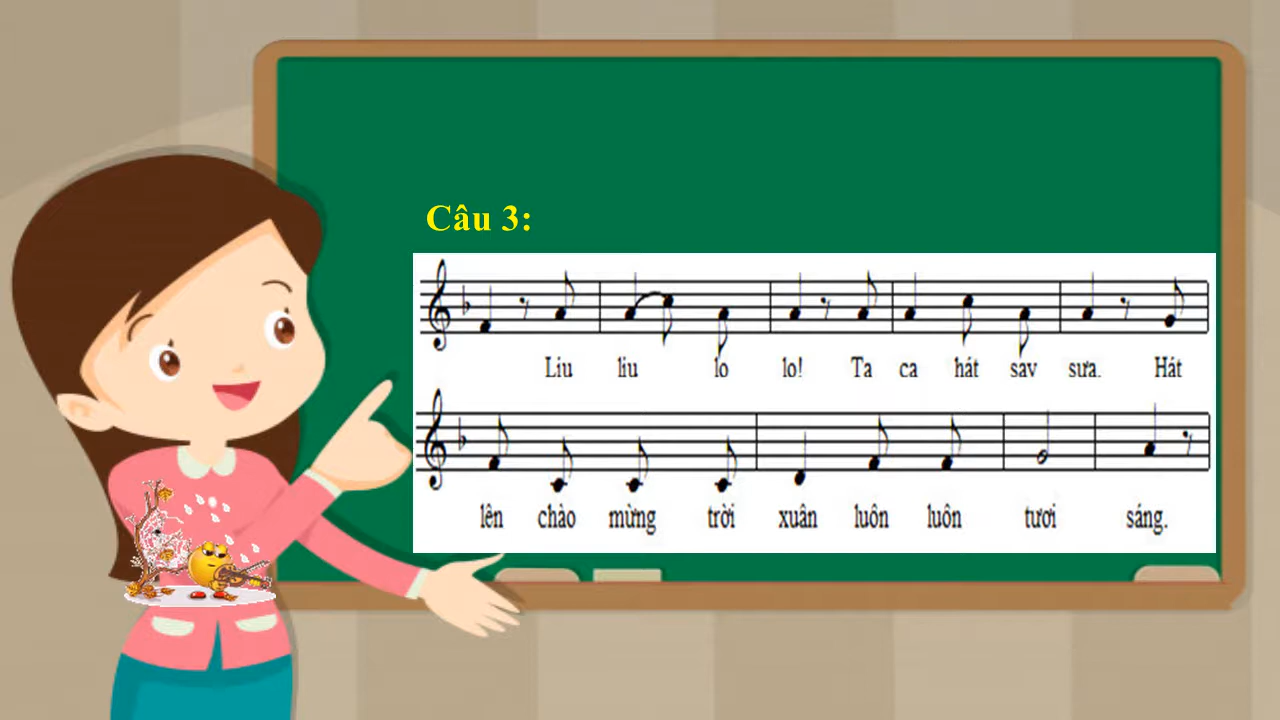 Câu 3:
Liu liu lo lo! Ta ca hát sav sưa. Hát
lên chào mừng trời xuân luôn luôn tươi sáng.